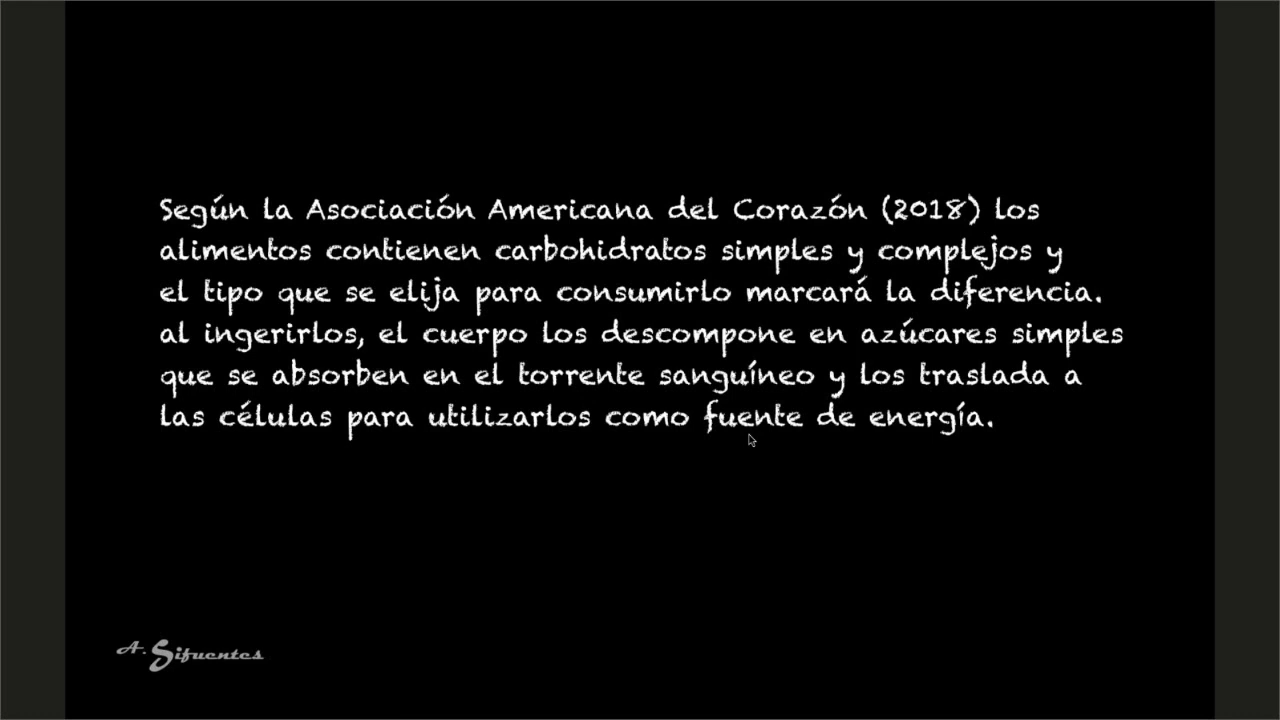 Según la Asociación Americana del Corazón (2018) los
alimentos contienen carbohidratos simples y complejos y
el tipo que se elija para consumirlo marcará la diferencia.
al ingerirlos, el cuerpo los descompone en azúcares simples
que se absorben en el torrente sanguíneo y los traslada a
las células para utilizarlos como fuente de energía.
A. Sifuentes